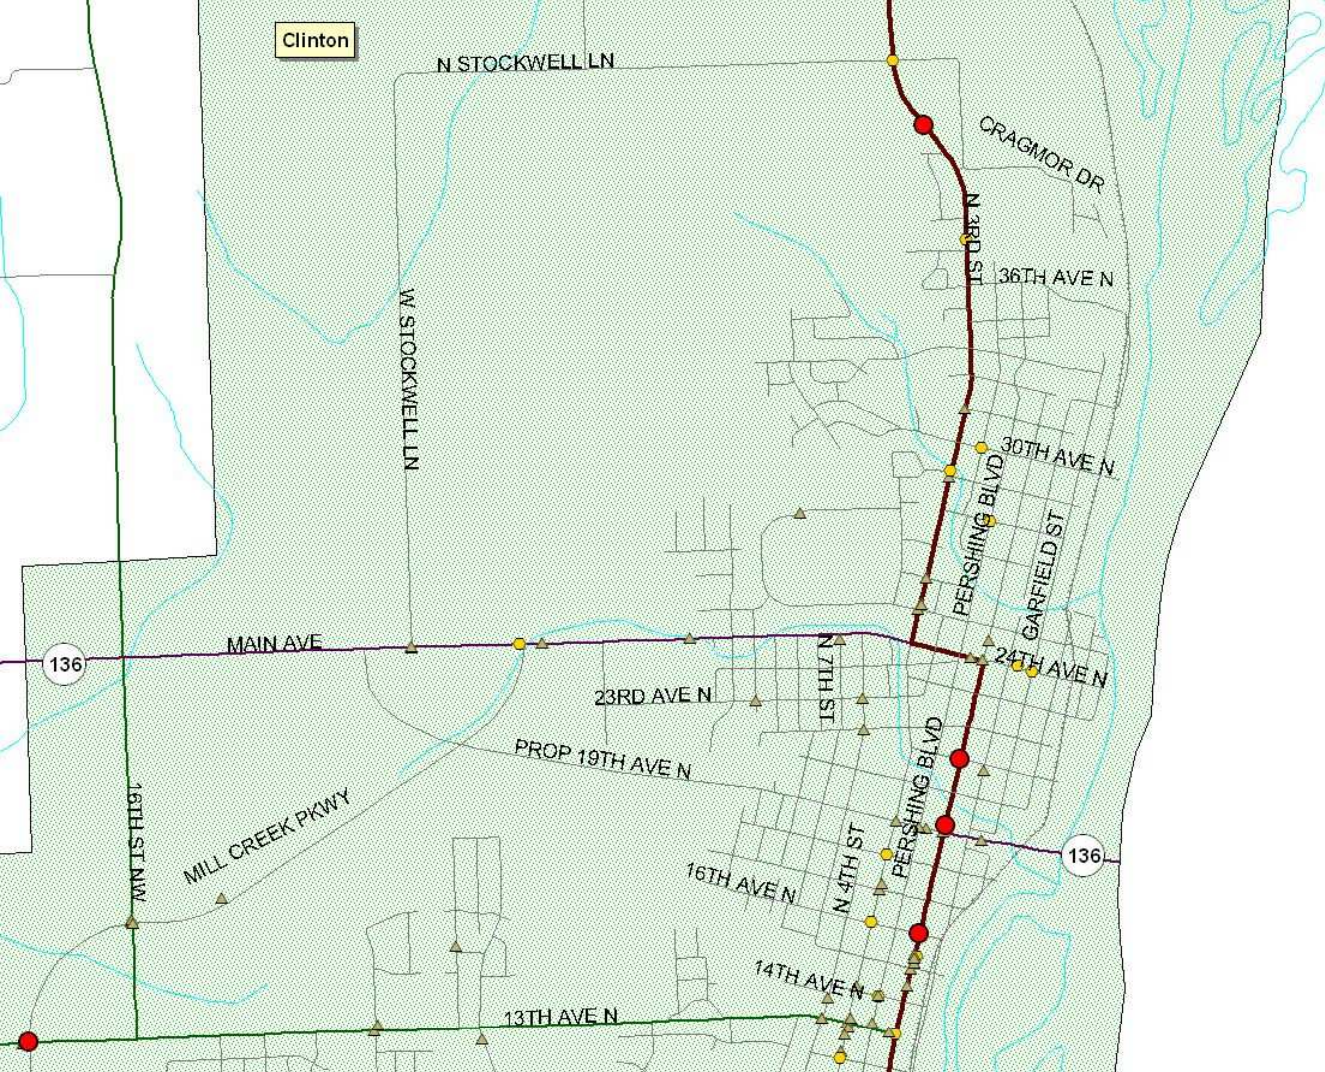 Clinton
N STOCKWELL LN
CRAGMOR DR
N 3RD ST
36TH AVE N
W STOCKWELL LN
30TH AVE N
PERSHING BLVD
GARFIELD ST
MAIN AVE
136
N 7TH ST
24TH AVE N
23RD AVE N
PROP 19TH AVE N
PERSHING BLVD
16TH ST NW
MILL CREEK PKWY
N 4TH ST
136
16TH AVE N
14TH AVE N
13TH AVE N